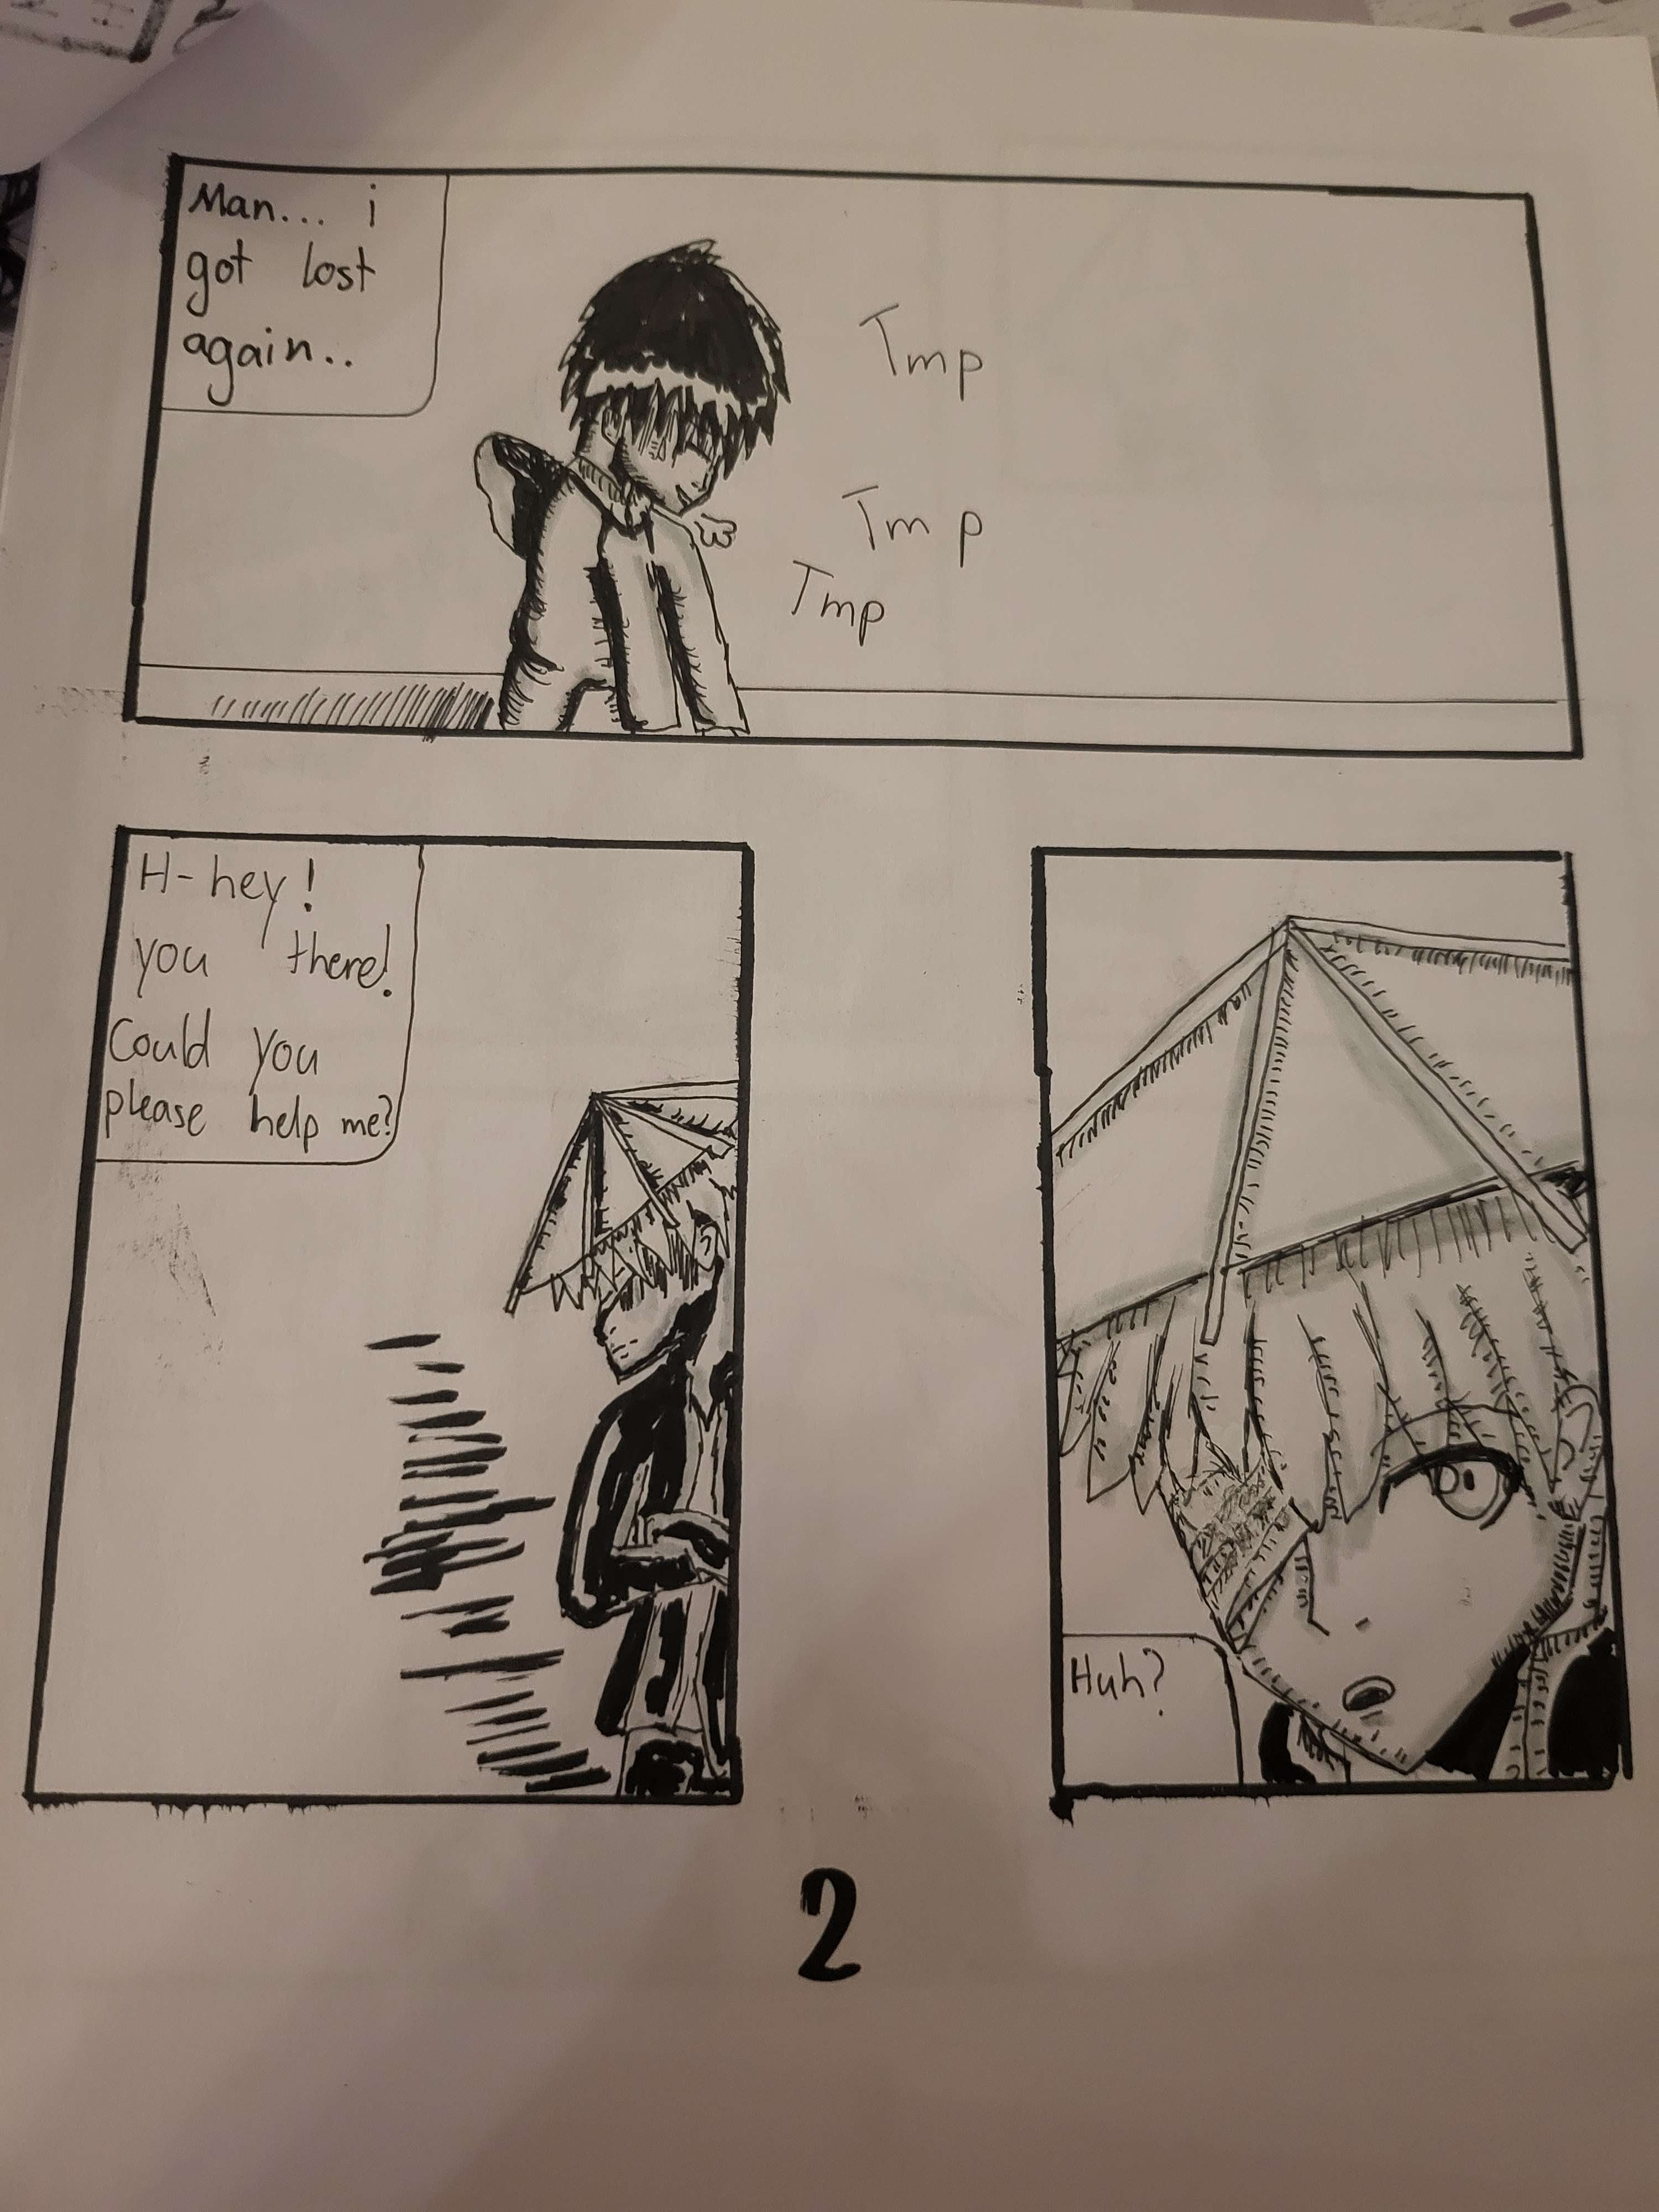 Man... i
got lost
again..
Tmp
Tmp
Tmp
H-hey!
you there!
Could you
please help me?
Huh?
2